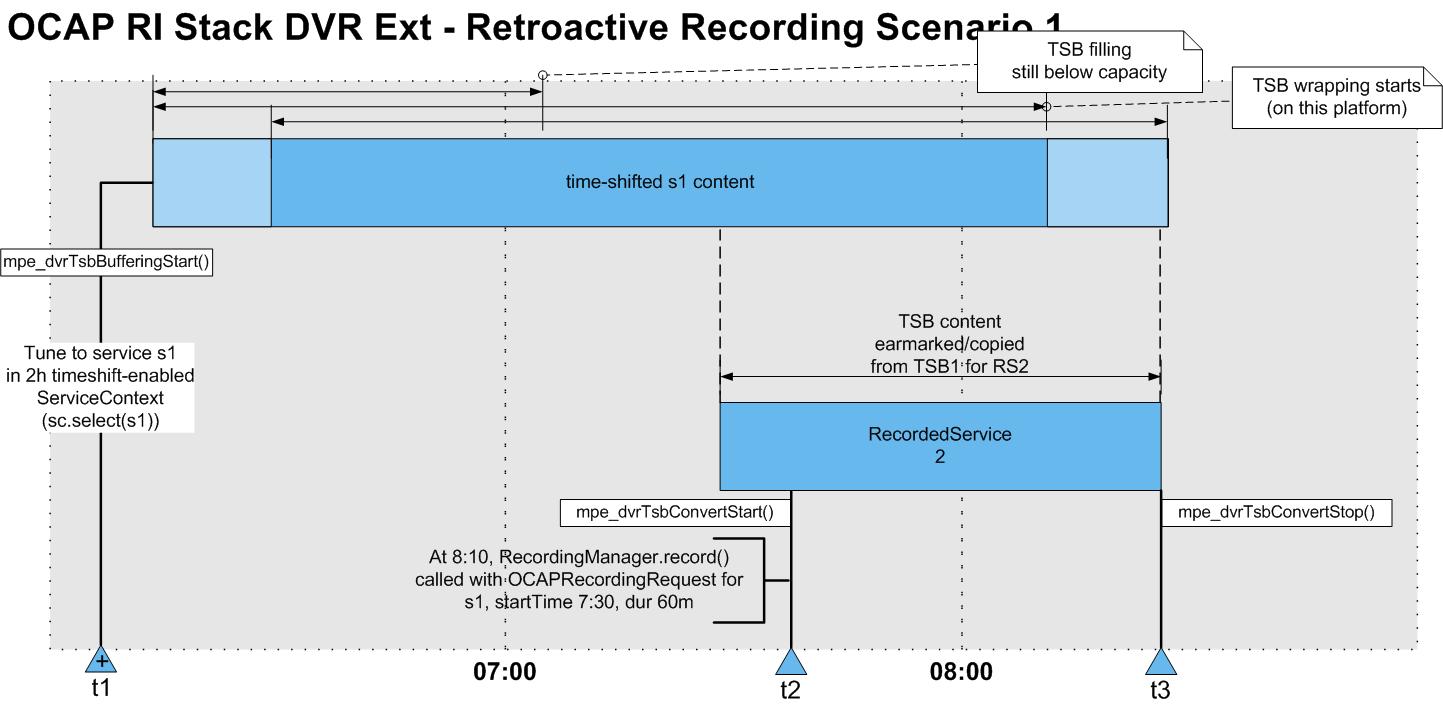 OCAP RI Stack DVR Ext - Retroactive Recording Scenario 1
TSB filling
still below capacity
TSB wrapping starts
(on this platform)
time-shifted s1 content
mpe_dvrTsbBufferingStart()
Tune to service s1
in 2h timeshift-enabled
ServiceContext
(sc.select(s1))
TSB content
earmarked/copied
from TSB1 for RS2
RecordedService
2
mpe_dvrTsbConvertStart()
mpe_dvrTsbConvertStop()
At 8:10, RecordingManager.record()
called with OCAPRecordingRequest for
s1, startTime 7:30, dur 60m
+
t1
07:00
t2
08:00
t3